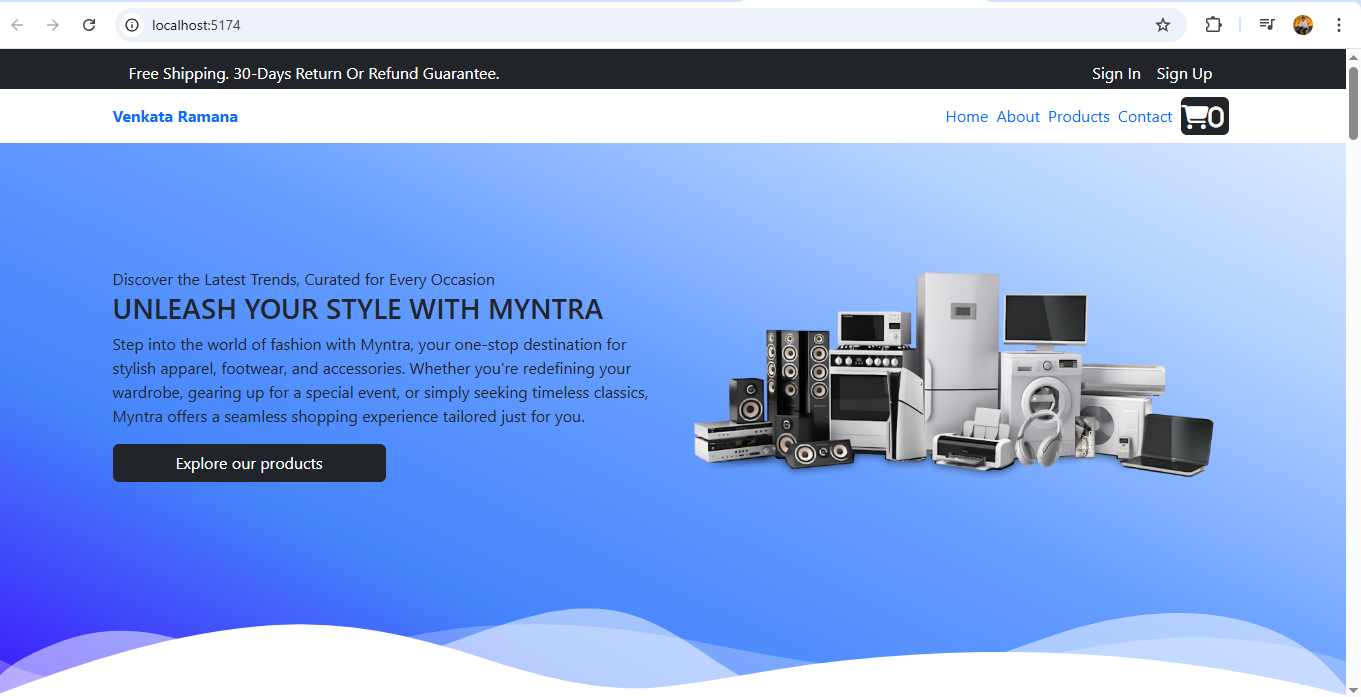 localhost:5174
Free Shipping. 30-Days Return Or Refund Guarantee.
Sign In Sign Up
Venkata Ramana
Home About Products Contact 0
Discover the Latest Trends, Curated for Every Occasion
UNLEASH YOUR STYLE WITH MYNTRA
Step into the world of fashion with Myntra, your one-stop destination for
stylish apparel, footwear, and accessories. Whether you're redefining your
wardrobe, gearing up for a special event, or simply seeking timeless classics,
Myntra offers a seamless shopping experience tailored just for you.
Explore our products